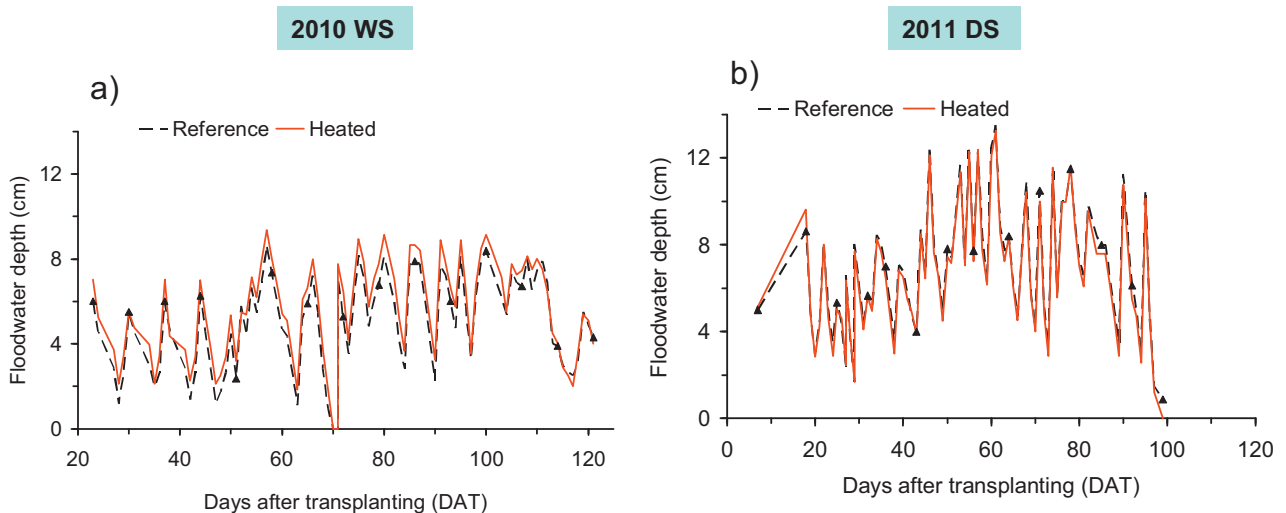 2010 WS
2011 DS
a)
Reference
Heated
Floodwater depth (cm)
12
8
4
0
20
40
60
80
100
120
Days after transplanting (DAT)
b)
Reference
Heated
Floodwater depth (cm)
12
8
4
0
0
20
40
60
80
100
120
Days after transplanting (DAT)